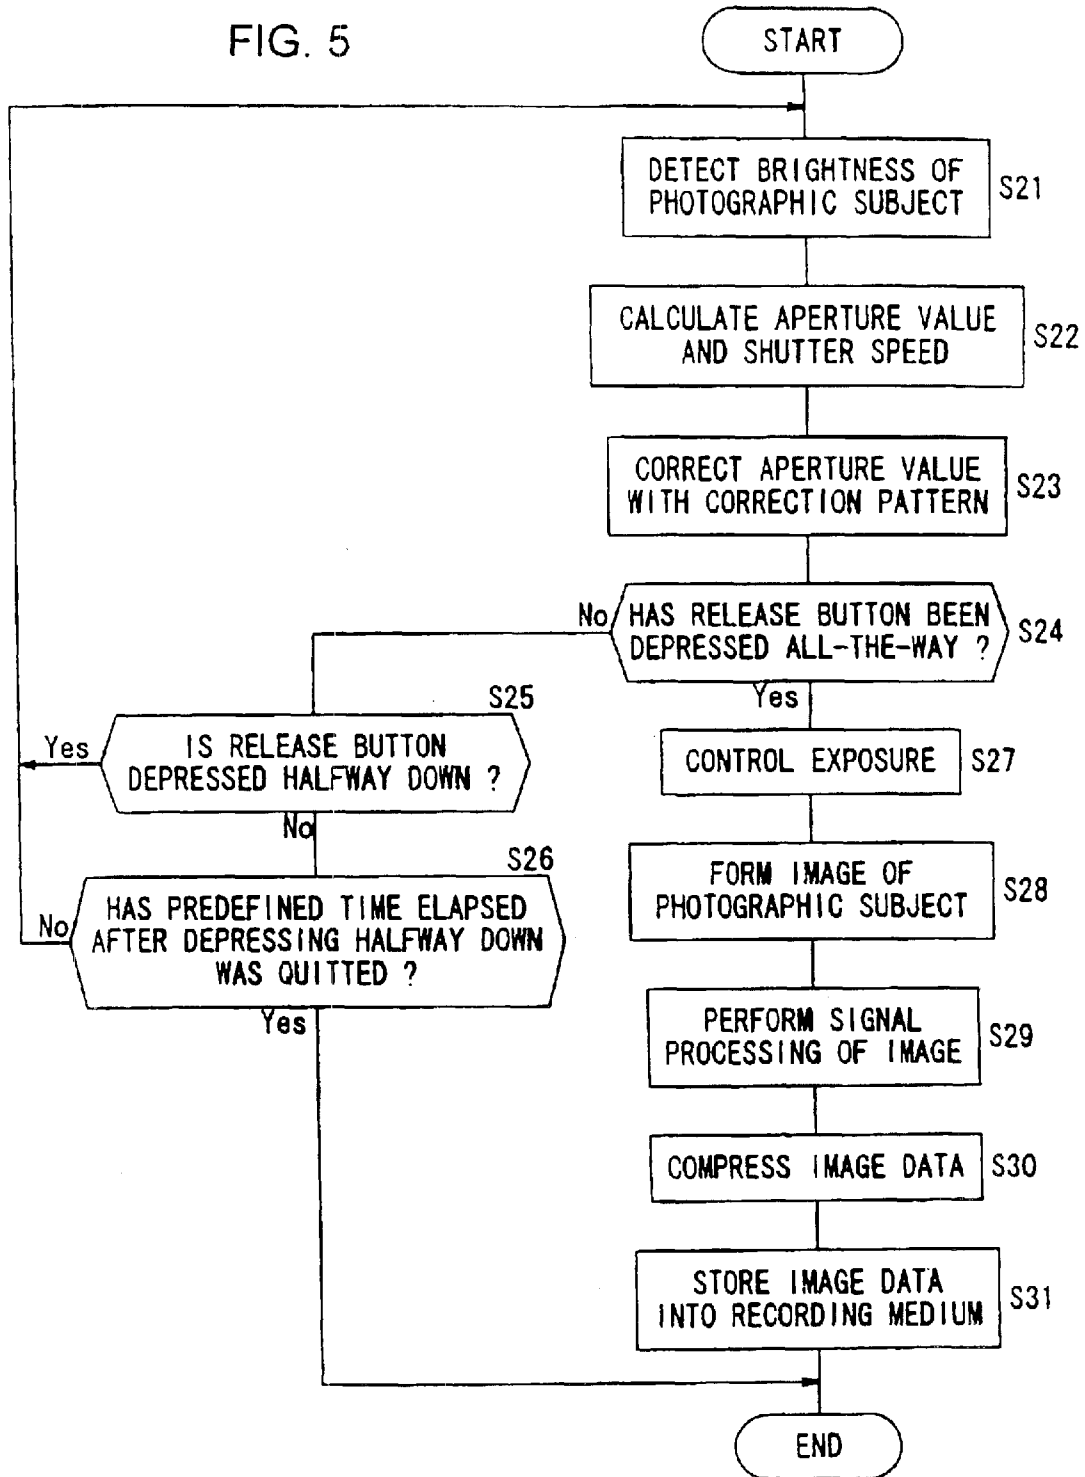 FIG. 5
START
DETECT BRIGHTNESS OF
PHOTOGRAPHIC SUBJECT
S21
CALCULATE APERTURE VALUE
AND SHUTTER SPEED
S22
CORRECT APERTURE VALUE
WITH CORRECTION PATTERN
S23
HAS RELEASE BUTTON BEEN
DEPRESSED ALL-THE-WAY ?
S24
No
Yes
S25
IS RELEASE BUTTON
DEPRESSED HALFWAY DOWN ?
Yes
No
S26
HAS PREDEFINED TIME ELAPSED
AFTER DEPRESSING HALFWAY DOWN
WAS QUITTED ?
No
Yes
CONTROL EXPOSURE
S27
FORM IMAGE OF
PHOTOGRAPHIC SUBJECT
S28
PERFORM SIGNAL
PROCESSING OF IMAGE
S29
COMPRESS IMAGE DATA
S30
STORE IMAGE DATA
INTO RECORDING MEDIUM
S31
END